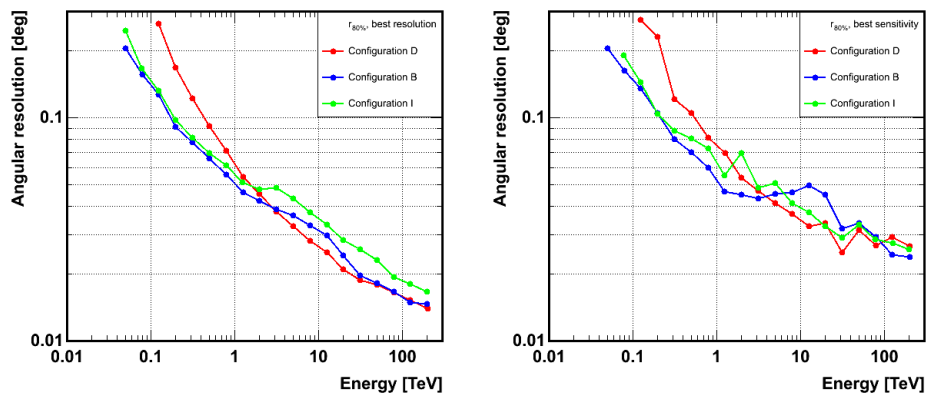 Angular resolution [deg]
r80%, best resolution
Configuration D
Configuration B
Configuration I
0.1
0.01
0.01 0.1 1 10 100
Energy [TeV]
Angular resolution [deg]
r80%, best sensitivity
Configuration D
Configuration B
Configuration I
0.1
0.01
0.01 0.1 1 10 100
Energy [TeV]